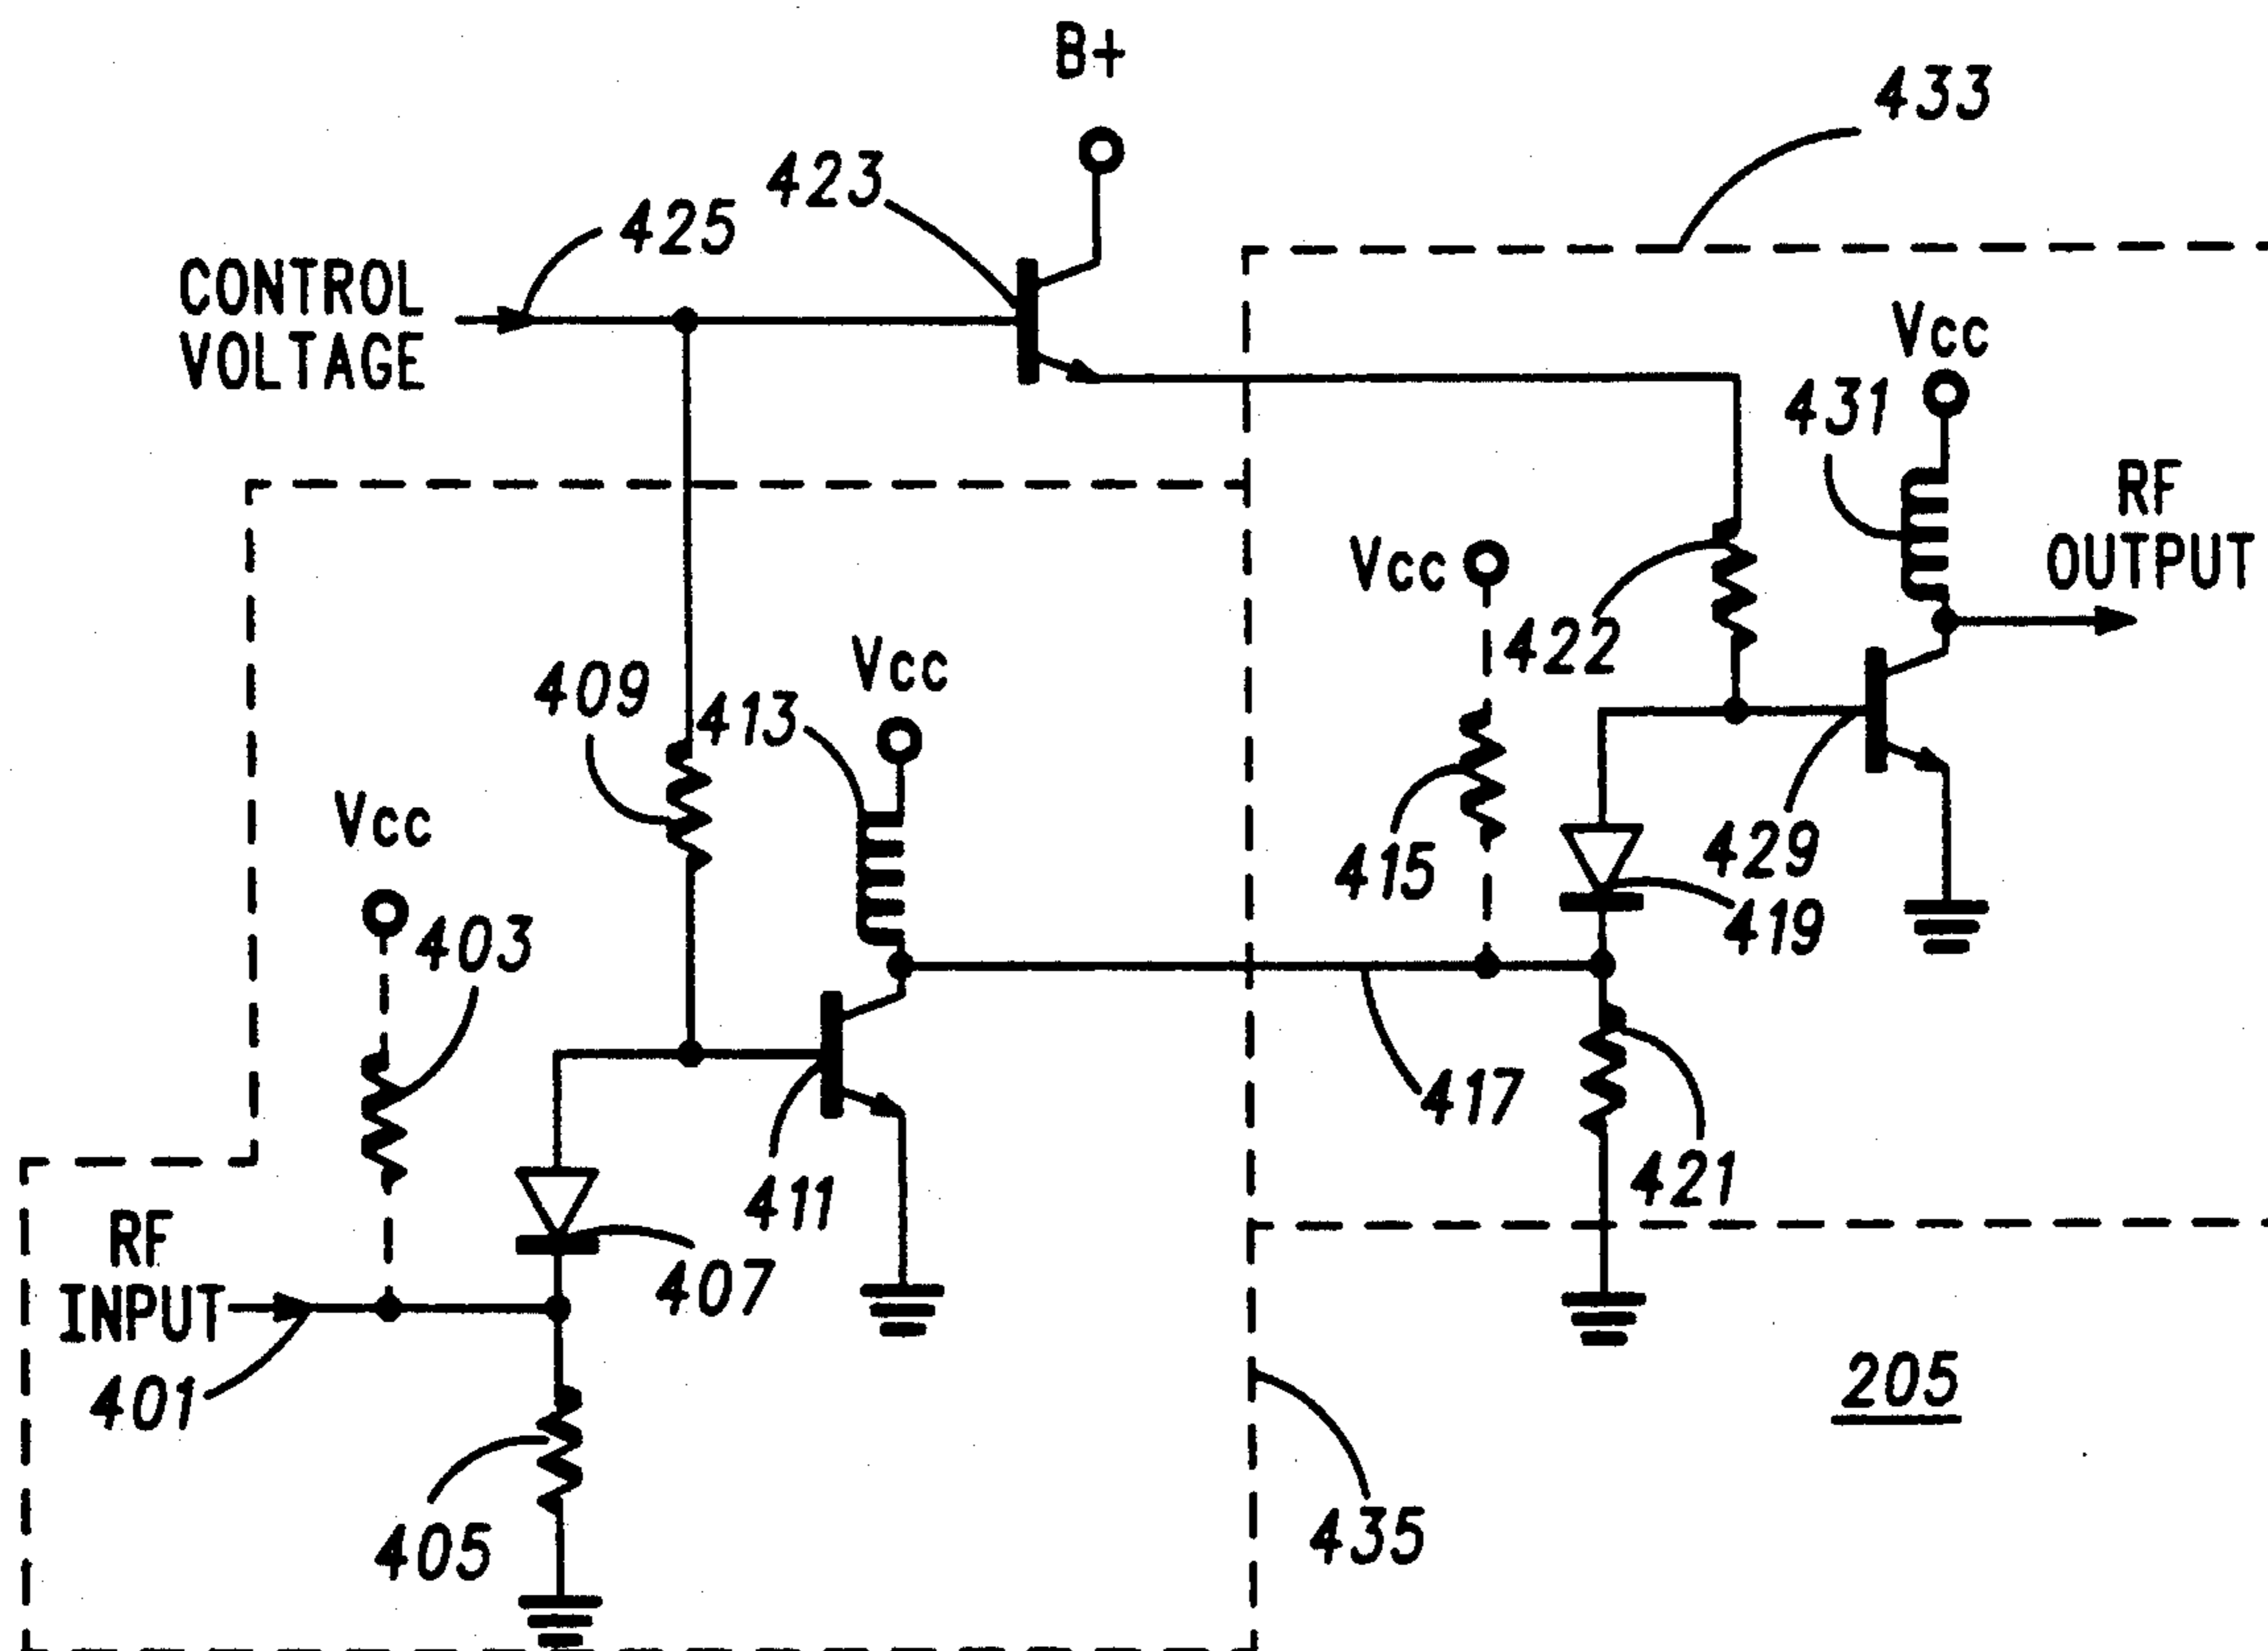 B+
433
423
425
CONTROL
VOLTAGE
Vcc
431
RF
OUTPUT
Vcc
422
409
413
Vcc
Vcc
403
415
429
419
417
411
421
RF
INPUT
407
401
205
405
435